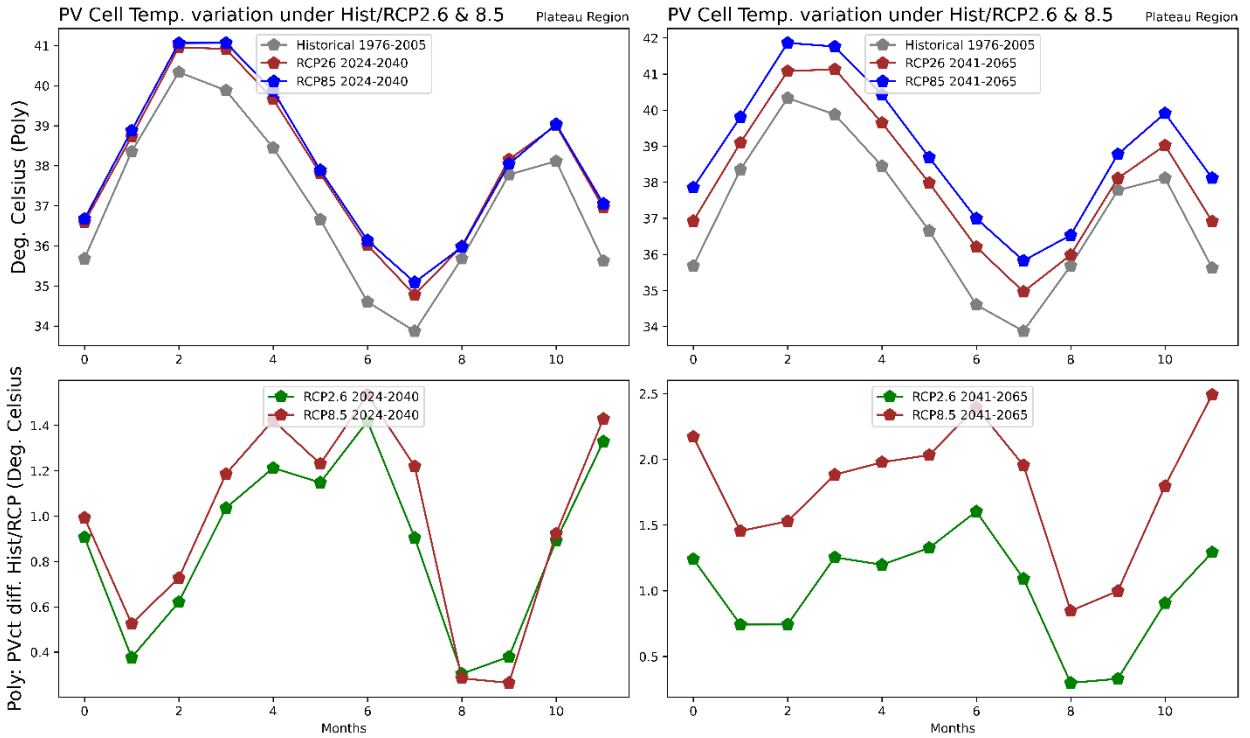 PV Cell Temp. variation under Hist/RCP2.6 & 8.5
Plateau Region
Deg. Celsius (Poly)
41
40
39
38
37
36
35
34
Historical 1976-2005
RCP26 2024-2040
RCP85 2024-2040
0 2 4 6 8 10
PV Cell Temp. variation under Hist/RCP2.6 & 8.5
Plateau Region
42
41
40
39
38
37
36
35
34
Historical 1976-2005
RCP26 2041-2065
RCP85 2041-2065
0 2 4 6 8 10
Poly: PVct diff. Hist/RCP (Deg. Celsius
1.4
1.2
1.0
0.8
0.6
0.4
RCP2.6 2024-2040
RCP8.5 2024-2040
0 2 4 6 8 10
Months
2.5
2.0
1.5
1.0
0.5
RCP2.6 2041-2065
RCP8.5 2041-2065
0 2 4 6 8 10
Months